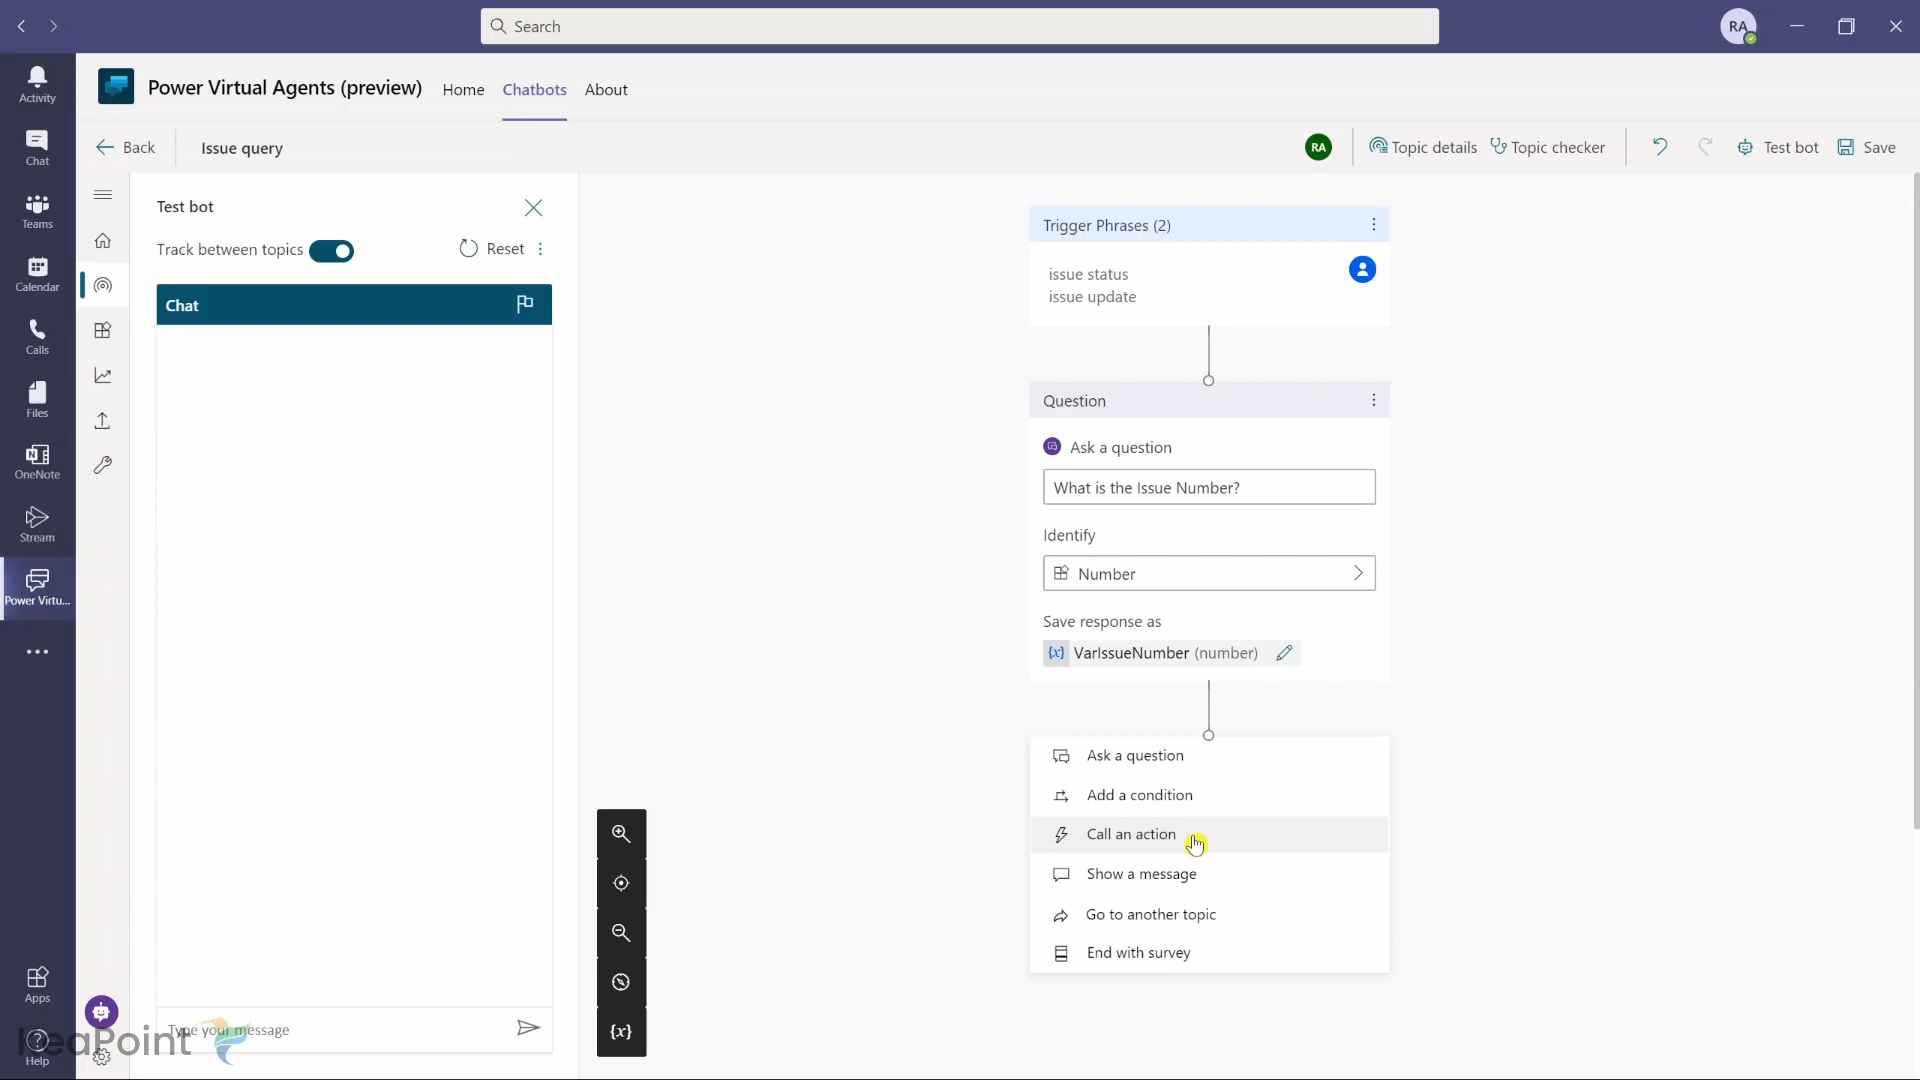 Search
RA
Activity
Chat
Teams
Calendar
Calls
Files
OneNote
Stream
Power Virtu...
Apps
Help
Power Virtual Agents (preview)
Home
Chatbots
About
Back
Issue query
RA
Topic details
Topic checker
Test bot
Save
Test bot
Track between topics
Reset
Chat
Type your message
Trigger Phrases (2)
issue status
issue update
Question
Ask a question
What is the Issue Number?
Identify
Number
Save response as
{x} VarIssueNumber (number)
Ask a question
Add a condition
Call an action
Show a message
Go to another topic
End with survey
{x}
KeaPoint